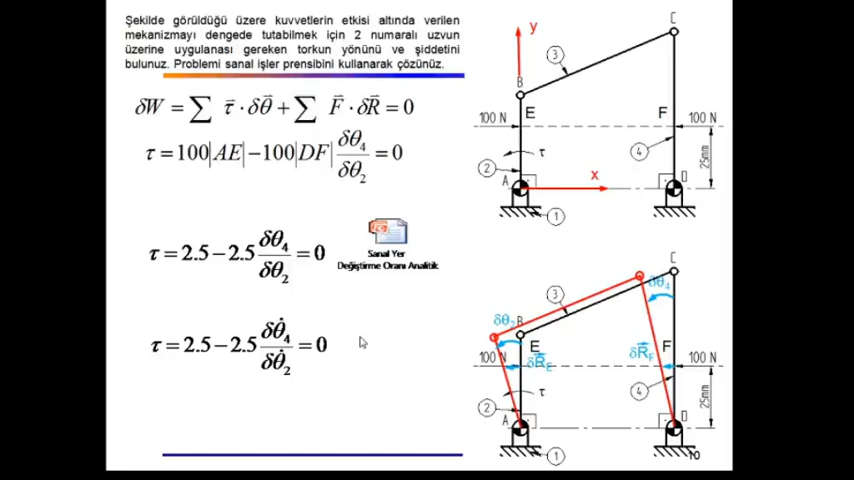 Şekilde görüldüğü üzere kuvvetlerin etkisi altında verilen
mekanizmayı dengede tutabilmek için 2 numaralı uzvun
üzerine uygulanası gereken torkun yönünü ve şiddetini
bulunuz. Problemi sanal işler prensibini kullanarak çözünüz.
δW = ∑ τ⃗ · δθ⃗ + ∑ F⃗ · δR⃗ = 0
τ = 100|AE| − 100|DF| δθ₄/δθ₂ = 0
τ = 2.5 − 2.5 δθ₄/δθ₂ = 0
Sanal Yer
Değiştirme Oranı Analitik
τ = 2.5 − 2.5 δθ̇₄/δθ̇₂ = 0
y
C
3
B
100 N
E
F
100 N
τ
4
25mm
2
A
x
D
1
C
3
δθ₄
δθ₂
B
E
δR⃗_F
F
100 N
δR⃗_E
100 N
τ
4
25mm
2
A
D
1
10